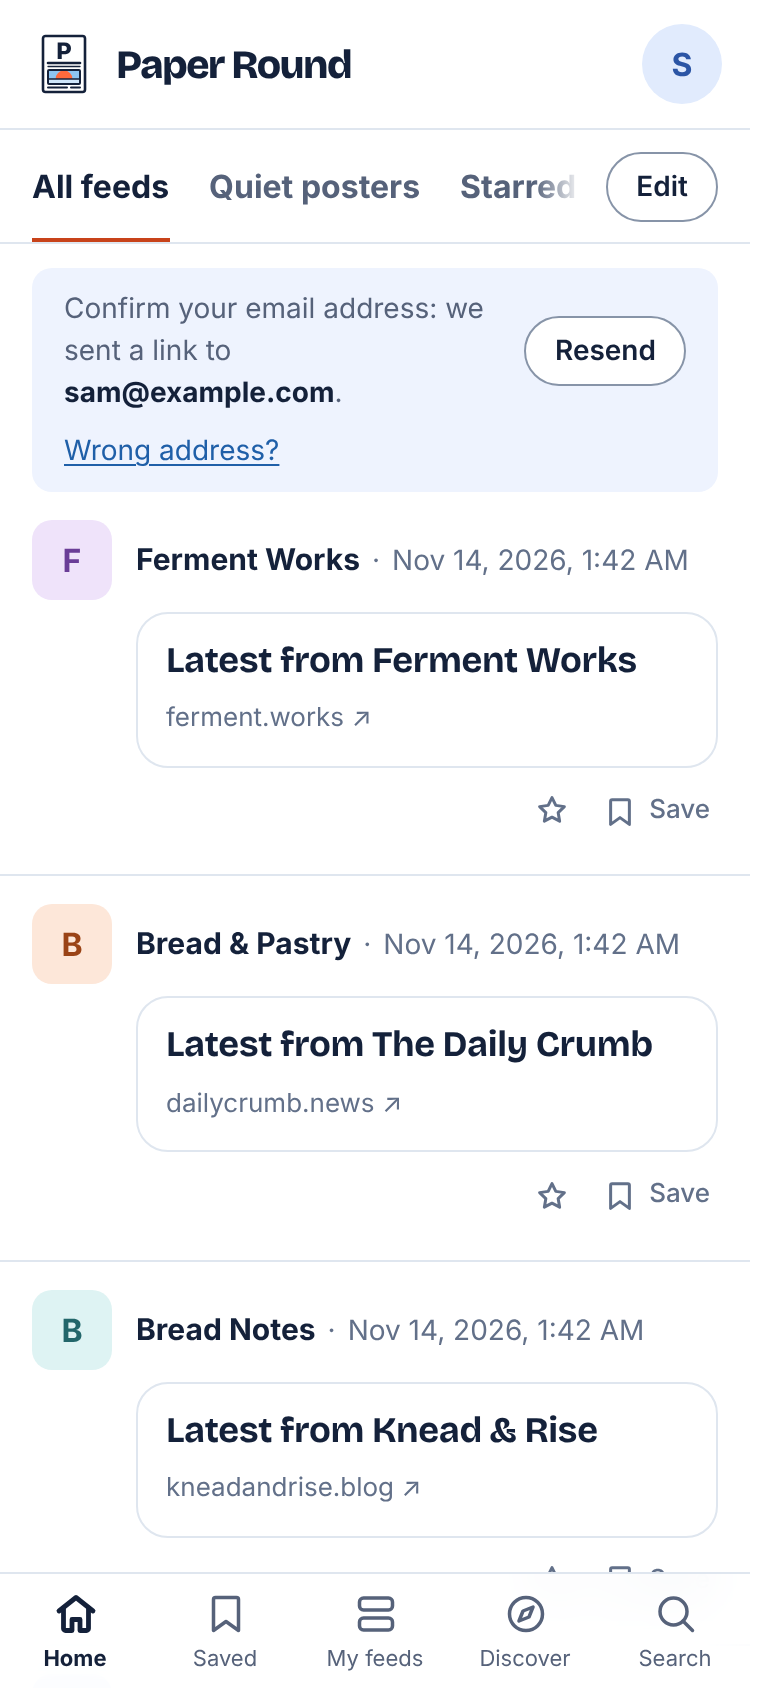 P
Paper Round
S
All feeds
Quiet posters
Starred
Edit
Confirm your email address: we
sent a link to
sam@example.com.
Resend
Wrong address?
F
Ferment Works · Nov 14, 2026, 1:42 AM
Latest from Ferment Works
ferment.works ↗
Save
B
Bread & Pastry · Nov 14, 2026, 1:42 AM
Latest from The Daily Crumb
dailycrumb.news ↗
Save
B
Bread Notes · Nov 14, 2026, 1:42 AM
Latest from Knead & Rise
kneadandrise.blog ↗
Home
Saved
My feeds
Discover
Search